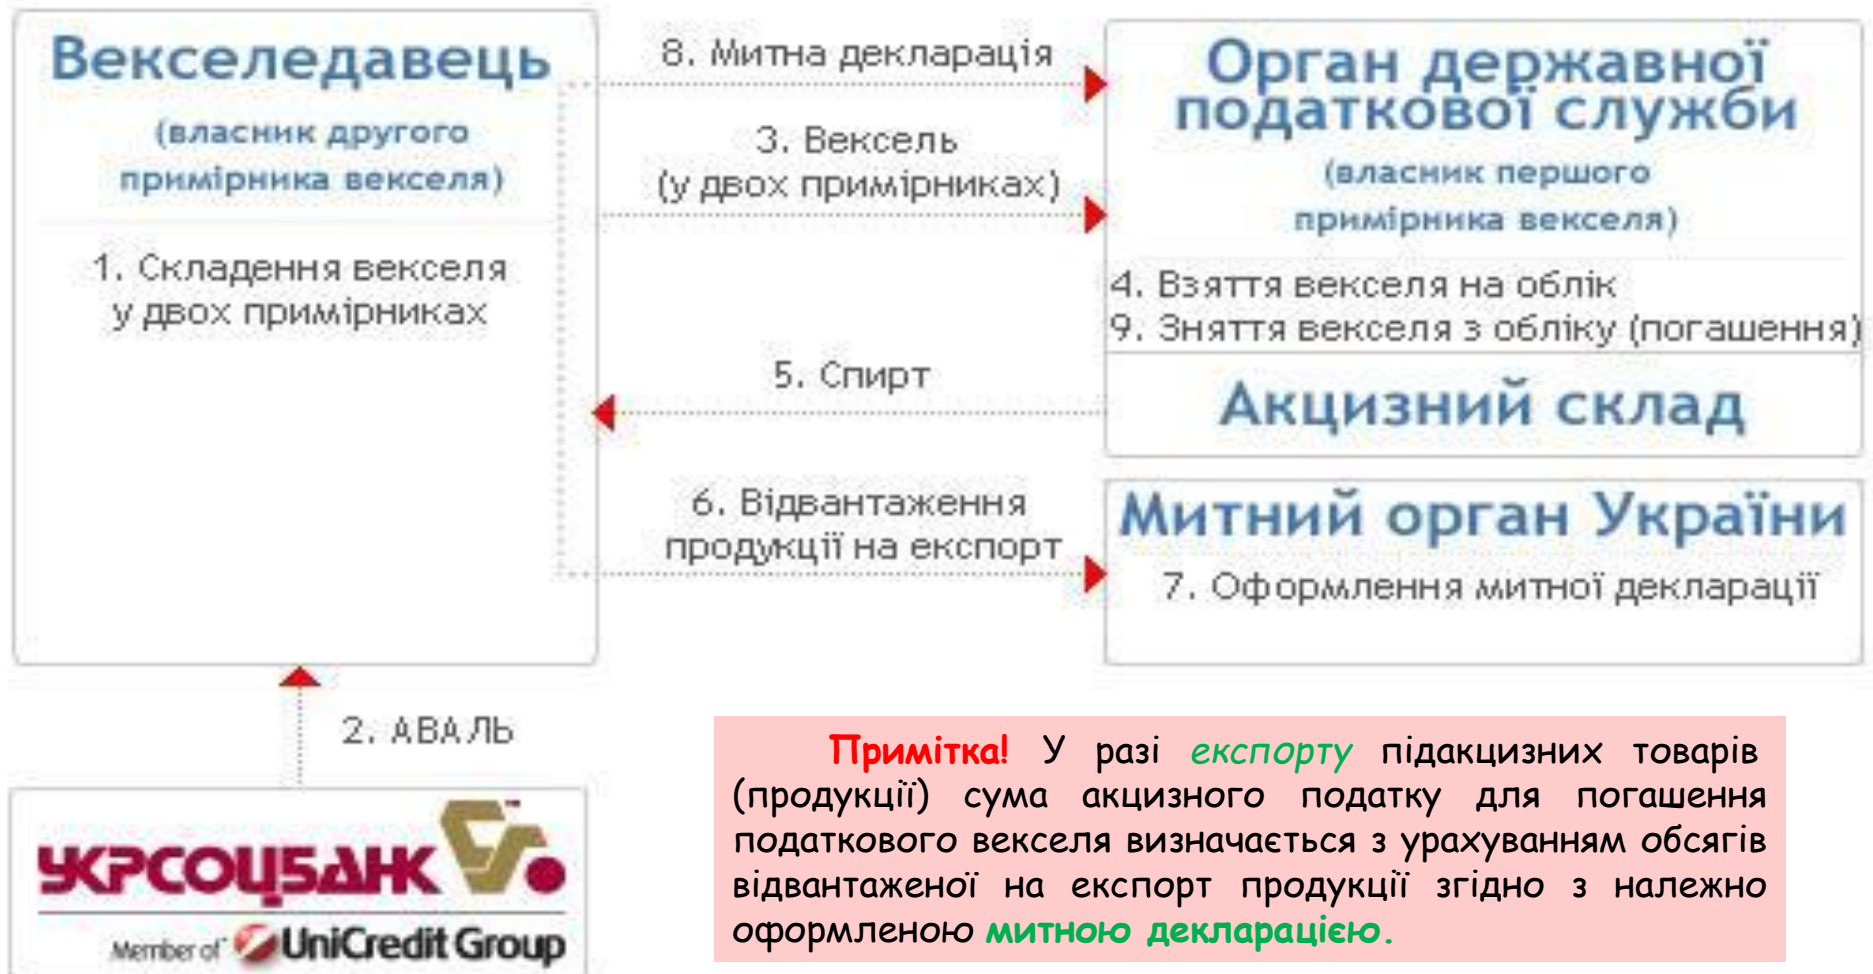 Векселедавець
(власник другого
примірника векселя)
1. Складення векселя
у двох примірниках
8. Митна декларація
3. Вексель
(у двох примірниках)
5. Спирт
6. Відвантаження
продукції на експорт
Орган державної
податкової служби
(власник першого
примірника векселя)
4. Взяття векселя на облік
9. Зняття векселя з обліку (погашення)
Акцизний склад
Митний орган України
7. Оформлення митної декларації
2. АВАЛЬ
УКРСОЦБАНК
Member of UniCredit Group
Примітка! У разі експорту підакцизних товарів
(продукції) сума акцизного податку для погашення
податкового векселя визначається з урахуванням обсягів
відвантаженої на експорт продукції згідно з належно
оформленою митною декларацією.